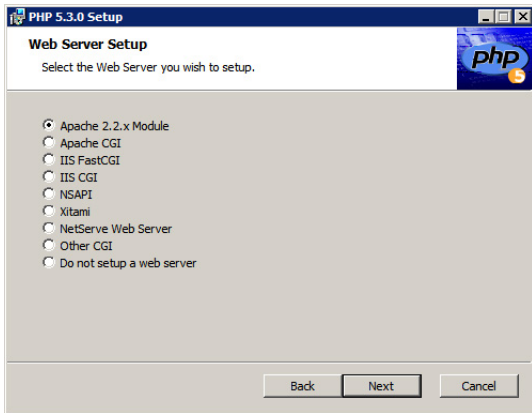 PHP 5.3.0 Setup
Web Server Setup
Select the Web Server you wish to setup.
php
5
Apache 2.2.x Module
Apache CGI
IIS FastCGI
IIS CGI
NSAPI
Xitami
NetServe Web Server
Other CGI
Do not setup a web server
Back Next Cancel